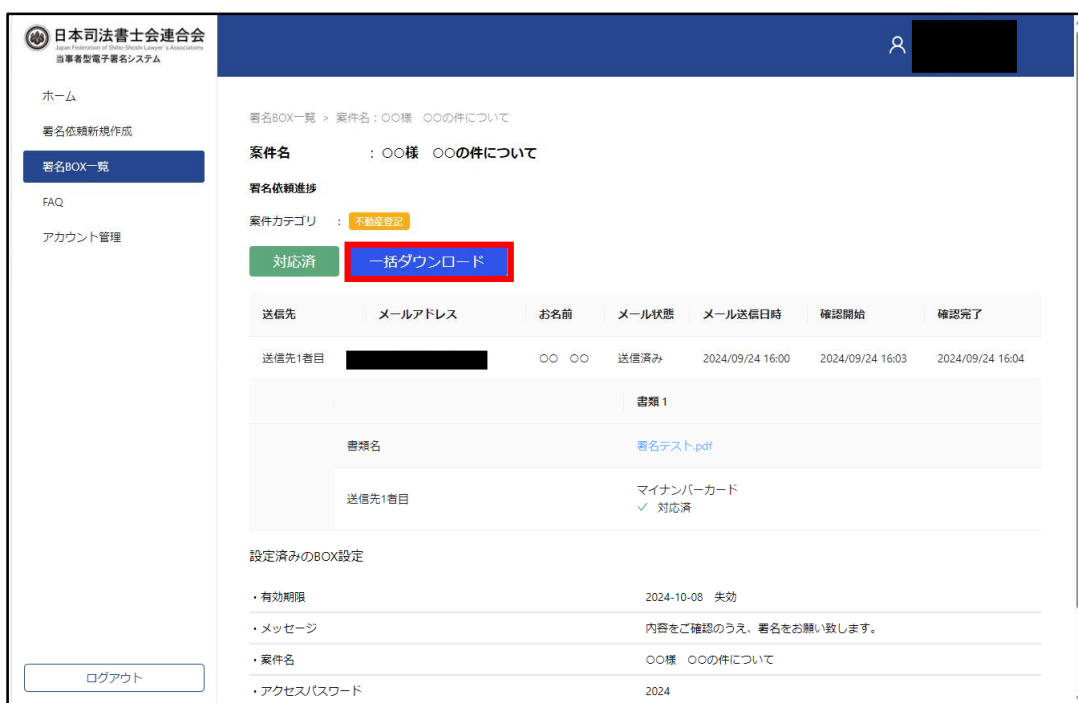 日本司法書士会連合会
Japan Federation of Shiho-Shoshi Lawyer's Associations
当事者型電子署名システム
ホーム
署名依頼新規作成
署名BOX一覧
FAQ
アカウント管理
ログアウト
署名BOX一覧 > 案件名：○○様　○○の件について
案件名 : ○○様　○○の件について
署名依頼進捗
案件カテゴリ : 不動産登記
対応済 一括ダウンロード
送信先 メールアドレス お名前 メール状態 メール送信日時 確認開始 確認完了
送信先1者目 ○○ ○○ 送信済み 2024/09/24 16:00 2024/09/24 16:03 2024/09/24 16:04
書類 1
書類名 署名テスト.pdf
送信先1者目 マイナンバーカード
✓ 対応済
設定済みのBOX設定
・有効期限 2024-10-08 失効
・メッセージ 内容をご確認のうえ、署名をお願い致します。
・案件名 ○○様　○○の件について
・アクセスパスワード 2024